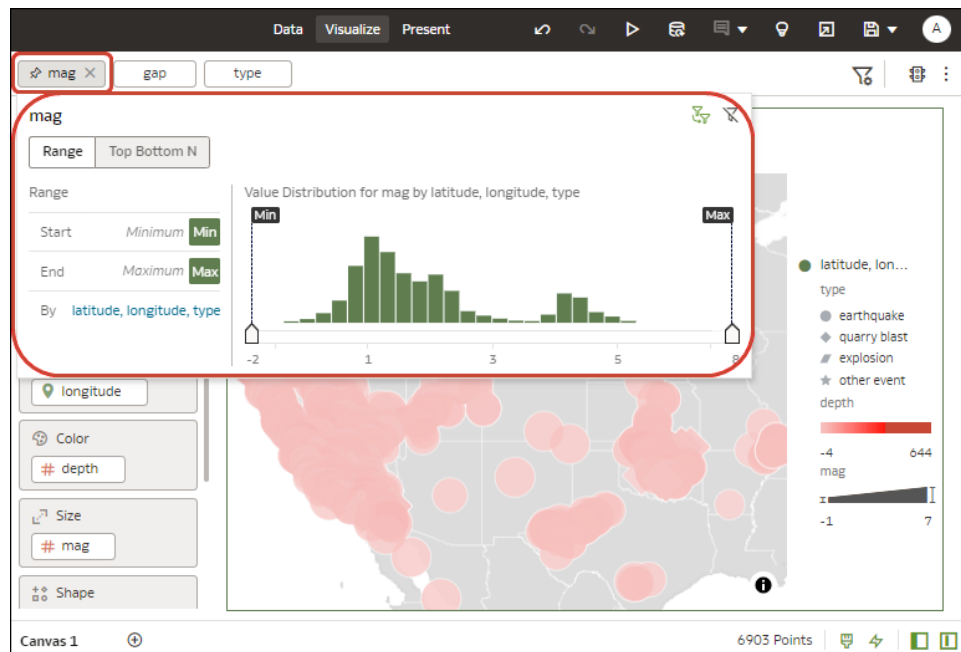 Data Visualize Present A
mag gap type
mag
Range Top Bottom N
Range
Value Distribution for mag by latitude, longitude, type
Min Max
Start Minimum Min
End Maximum Max
By latitude, longitude, type
-2 1 3 5 8
longitude
Color
# depth
Size
# mag
Shape
latitude, lon...
type
earthquake
quarry blast
explosion
other event
depth
-4 644
mag
-1 7
Canvas 1
6903 Points